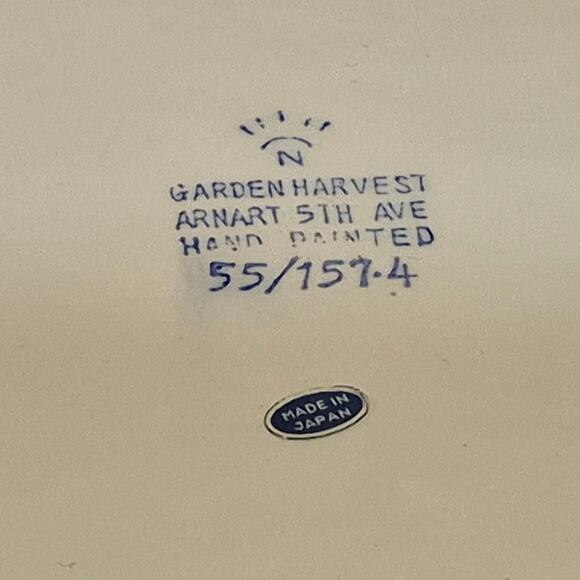 N
GARDEN HARVEST
ARNART 5TH AVE
HAND PAINTED
55/157.4
MADE IN
JAPAN